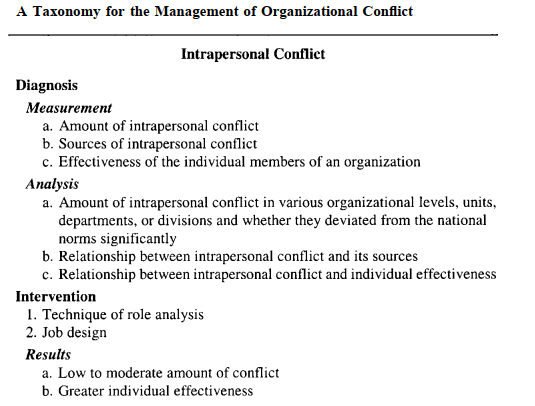 A Taxonomy for the Management of Organizational Conflict
Intrapersonal Conflict
Diagnosis
Measurement
a. Amount of intrapersonal conflict
b. Sources of intrapersonal conflict
c. Effectiveness of the individual members of an organization
Analysis
a. Amount of intrapersonal conflict in various organizational levels, units,
departments, or divisions and whether they deviated from the national
norms significantly
b. Relationship between intrapersonal conflict and its sources
c. Relationship between intrapersonal conflict and individual effectiveness
Intervention
1. Technique of role analysis
2. Job design
Results
a. Low to moderate amount of conflict
b. Greater individual effectiveness